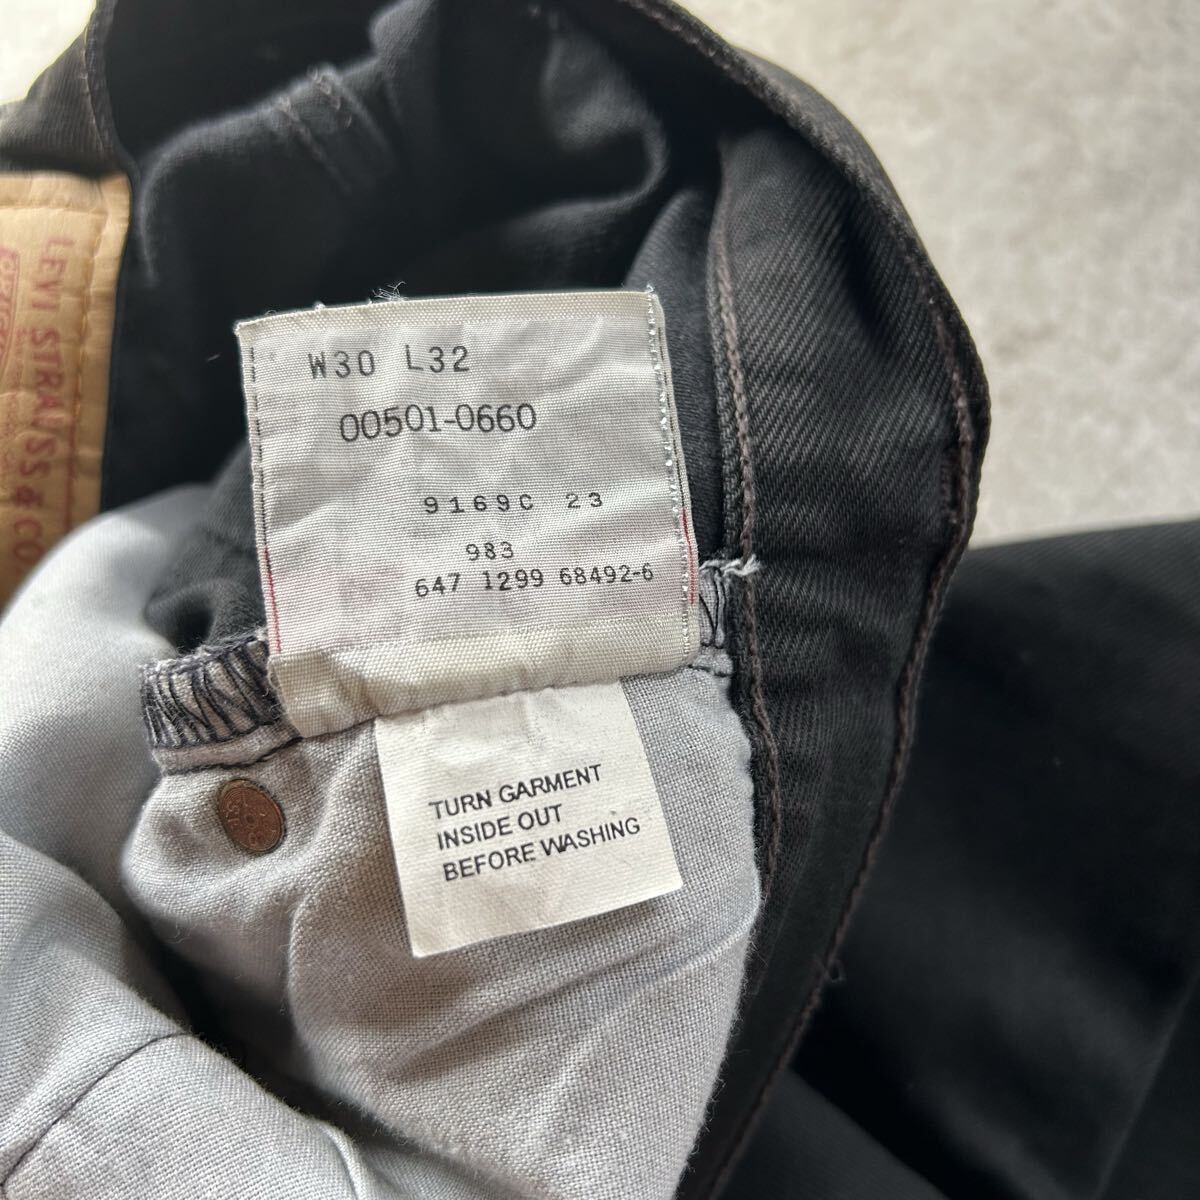 W30 L32
00501-0660
9169C 23
983
647 1299 68492-6
TURN GARMENT
INSIDE OUT
BEFORE WASHING
LEVI STRAUSS & CO